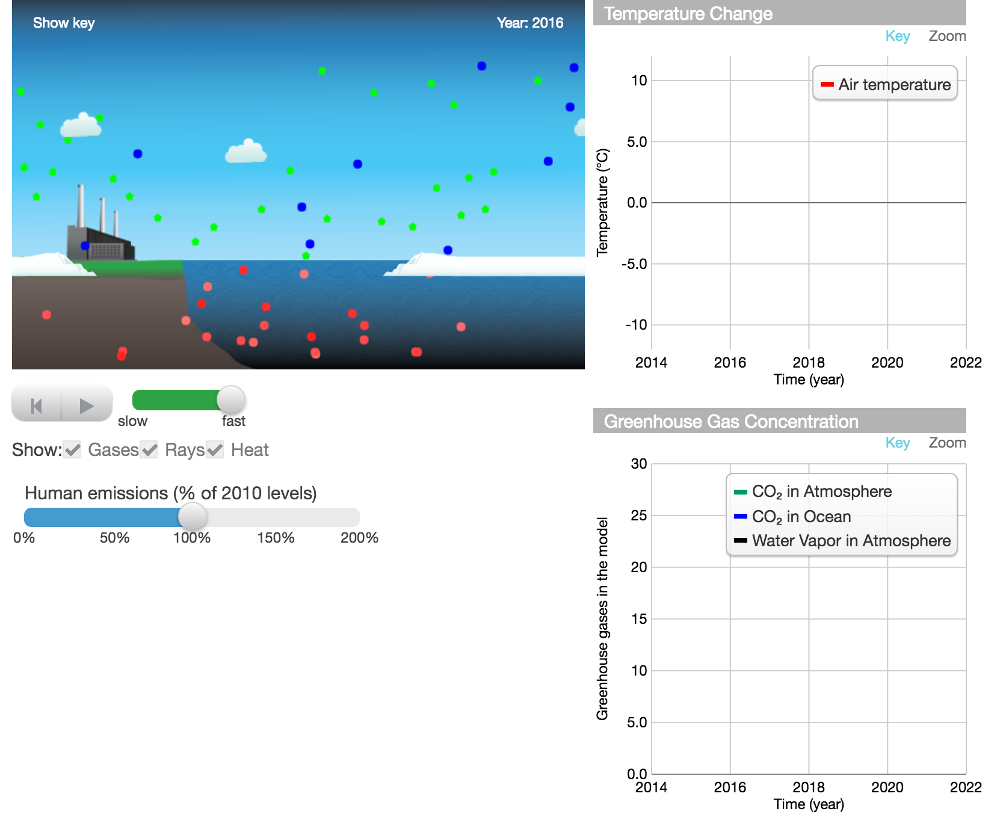 Show key
Year: 2016
slow
fast
Show:
Gases
Rays
Heat
Human emissions (% of 2010 levels)
0%
50%
100%
150%
200%
Temperature Change
Key
Zoom
Air temperature
10
5.0
0.0
-5.0
-10
Temperature (°C)
2014
2016
2018
2020
2022
Time (year)
Greenhouse Gas Concentration
Key
Zoom
CO₂ in Atmosphere
CO₂ in Ocean
Water Vapor in Atmosphere
30
25
20
15
10
5.0
0.0
Greenhouse gases in the model
2014
2016
2018
2020
2022
Time (year)